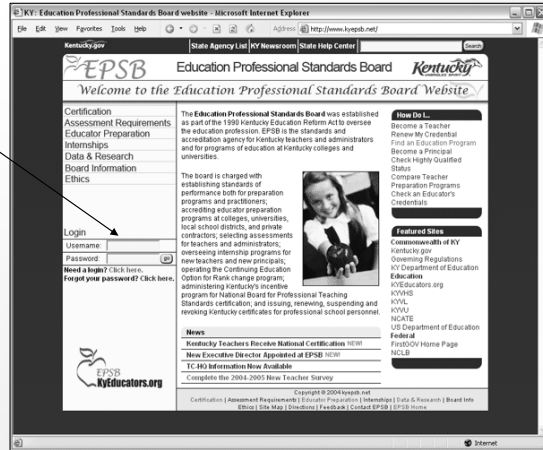 KY: Education Professional Standards Board website - Microsoft Internet Explorer
File Edit View Favorites Tools Help
Address http://www.kyepsb.net/
Kentucky.gov
State Agency List KY Newsroom State Help Center
Search
EPSB
Education Professional Standards Board
Kentucky
Welcome to the Education Professional Standards Board Website
Certification
Assessment Requirements
Educator Preparation
Internships
Data & Research
Board Information
Ethics
Login
Username:
Password:
go
Need a login? Click here.
Forgot your password? Click here.
EPSB
KyEducators.org
The Education Professional Standards Board was established
as part of the 1990 Kentucky Education Reform Act to oversee
the education profession. EPSB is the standards and
accreditation agency for Kentucky teachers and administrators
and for programs of education at Kentucky colleges and
universities.
The board is charged with
establishing standards of
performance both for preparation
programs and practitioners;
accrediting educator preparation
programs at colleges, universities,
local school districts, and private
contractors; selecting assessments
for teachers and administrators;
overseeing internship programs for
new teachers and new principals;
operating the Continuing Education
Option for Rank change program;
administering Kentucky's incentive
program for National Board for Professional Teaching
Standards certification; and issuing, renewing, suspending and
revoking Kentucky certificates for professional school personnel.
News
Kentucky Teachers Receive National Certification NEW!
New Executive Director Appointed at EPSB NEW!
TC-HQ Information Now Available
Complete the 2004-2005 New Teacher Survey
How Do I...
Become a Teacher
Renew My Credential
Find an Education Program
Become a Principal
Check Highly Qualified
Status
Compare Teacher
Preparation Programs
Check an Educator's
Credentials
Featured Sites
Commonwealth of KY
Kentucky.gov
Governing Regulations
KY Department of Education
Education
KYEducators.org
KYVHS
KYVL
KYVU
NCATE
US Department of Education
Federal
FirstGOV Home Page
NCLB
Copyright © 2004 kyepsb.net
Certification | Assessment Requirements | Educator Preparation | Internships | Data & Research | Board Info
Ethics | Site Map | Directions | Feedback | Contact EPSB | EPSB Home
Internet